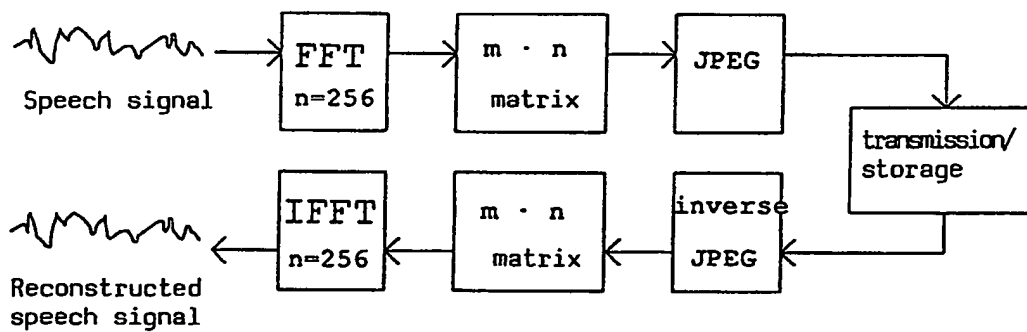 FFT
n=256
m · n
matrix
JPEG
Speech signal
transmission/
storage
IFFT
n=256
m · n
matrix
inverse
JPEG
Reconstructed
speech signal